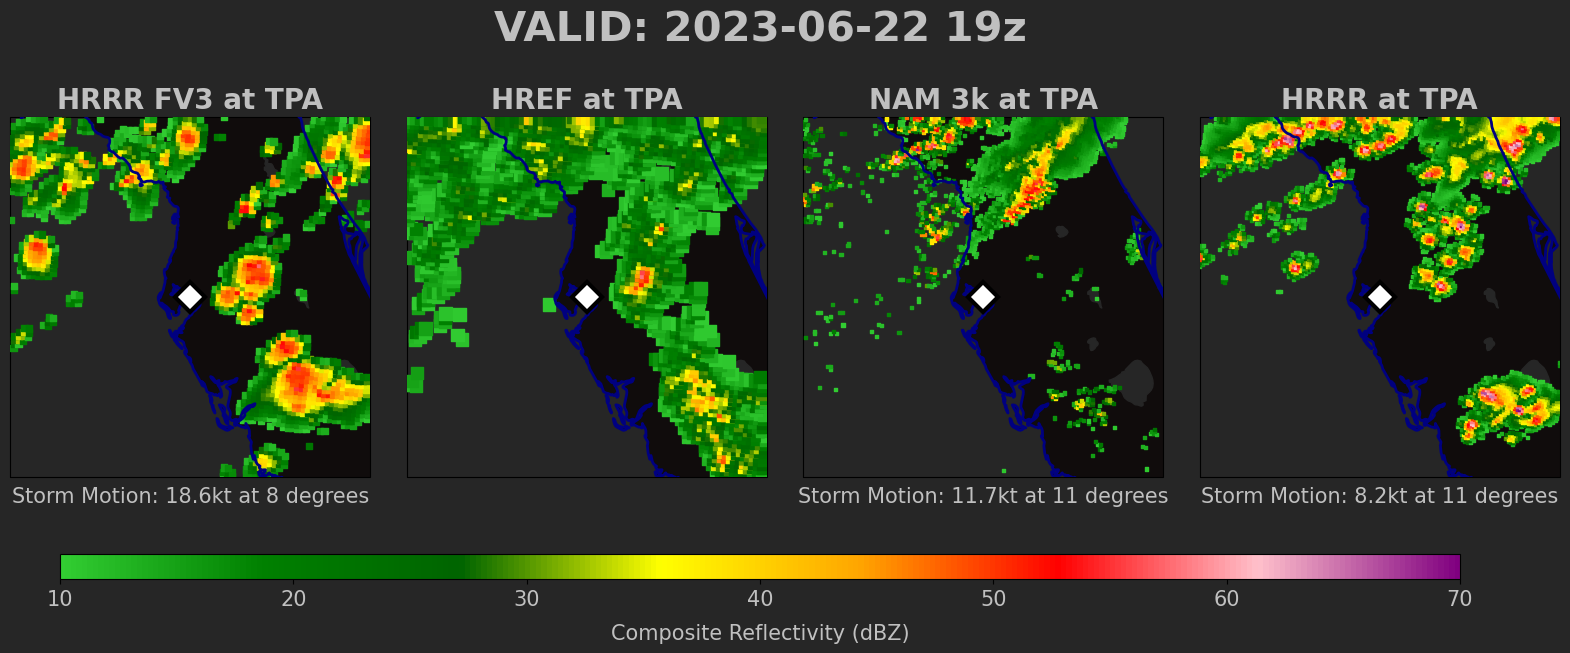 VALID: 2023-06-22 19z
HRRR FV3 at TPA
HREF at TPA
NAM 3k at TPA
HRRR at TPA
Storm Motion: 18.6kt at 8 degrees
Storm Motion: 11.7kt at 11 degrees
Storm Motion: 8.2kt at 11 degrees
10 20 30 40 50 60 70
Composite Reflectivity (dBZ)